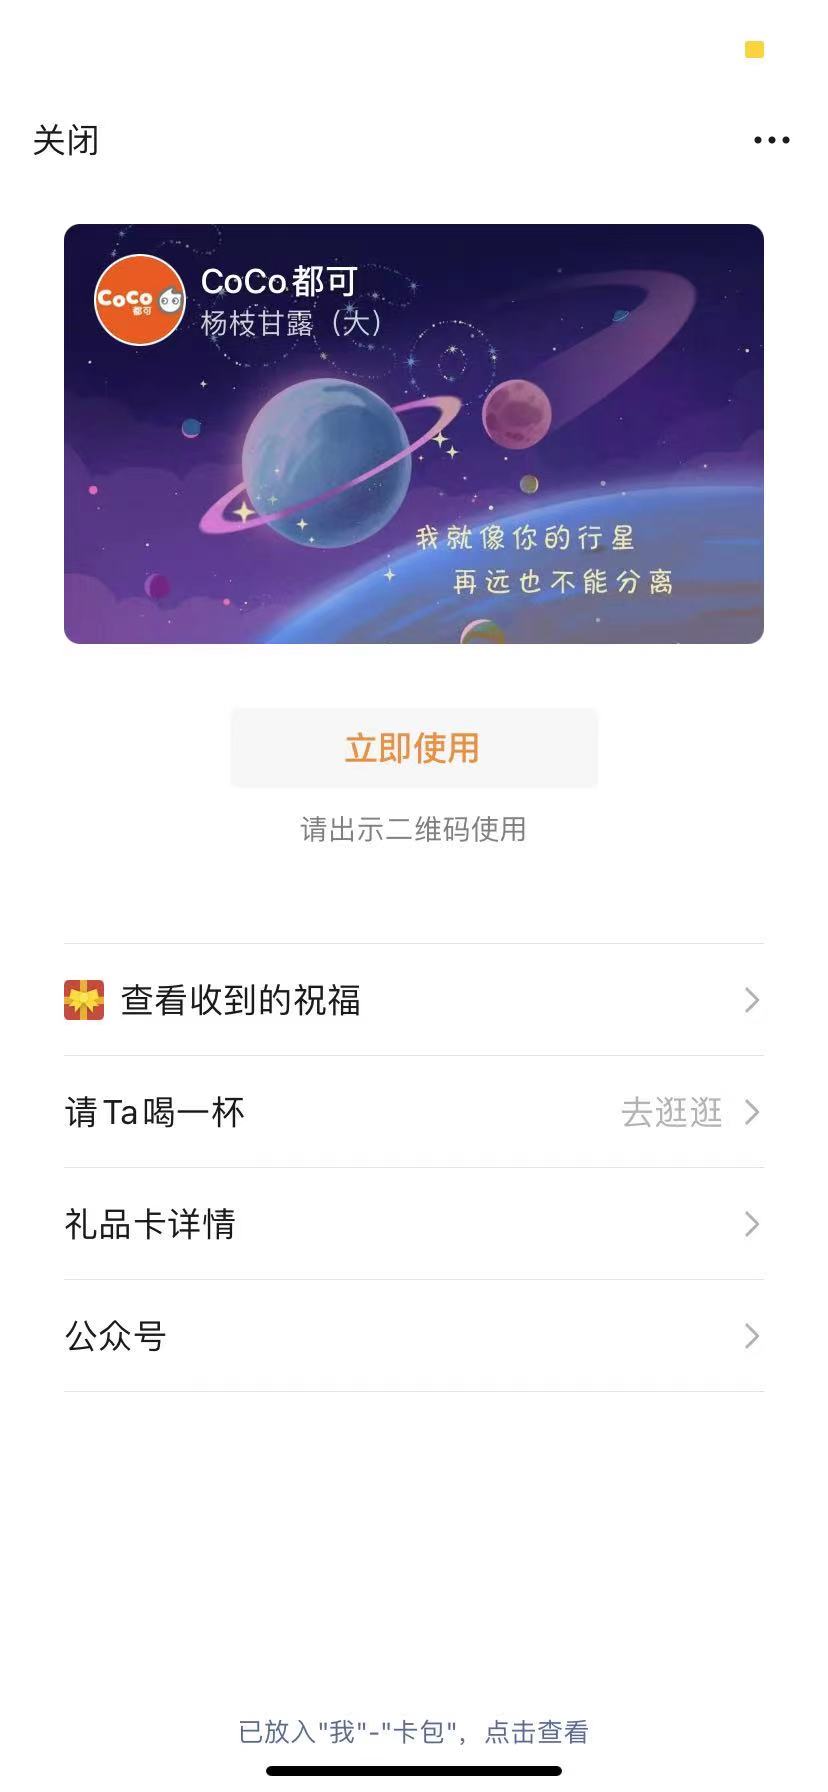 关闭
CoCo都可
CoCo
都可
杨枝甘露（大）
我就像你的行星
再远也不能分离
立即使用
请出示二维码使用
查看收到的祝福
请Ta喝一杯 去逛逛
礼品卡详情
公众号
已放入"我"-"卡包"，点击查看